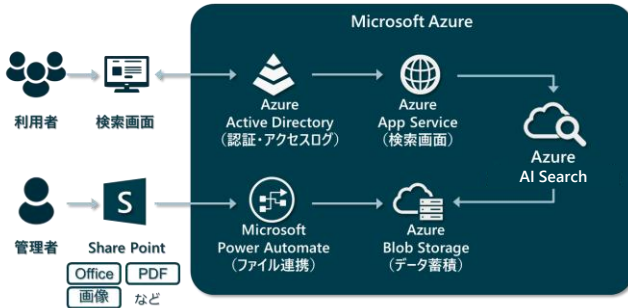 Microsoft Azure
利用者
検索画面
Azure
Active Directory
(認証・アクセスログ)
Azure
App Service
(検索画面)
Azure
AI Search
管理者
S
Share Point
Office
PDF
画像
など
Microsoft
Power Automate
(ファイル連携)
Azure
Blob Storage
(データ蓄積)